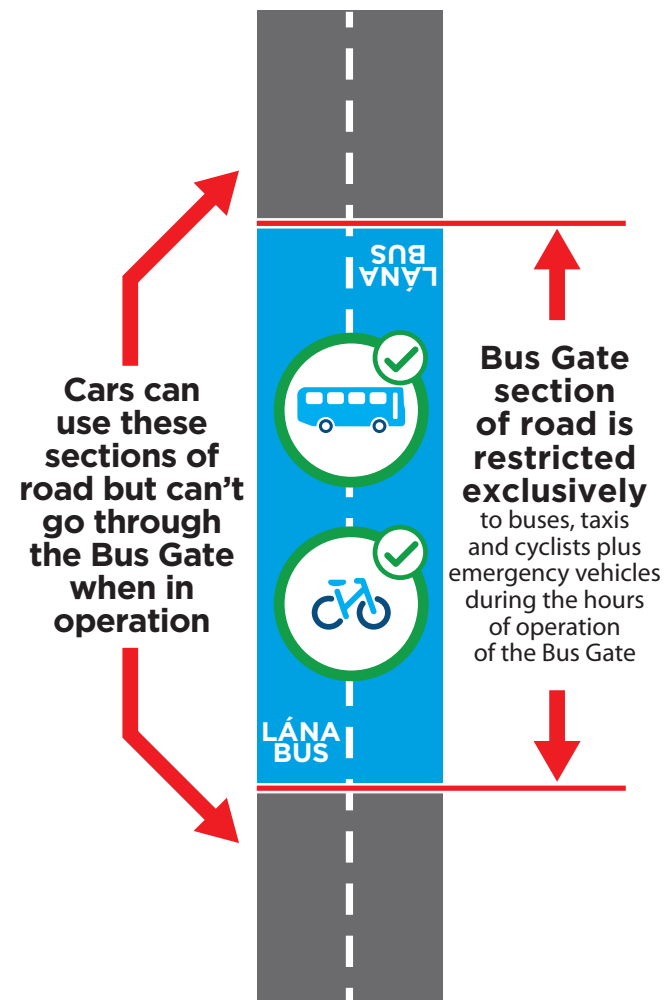 LÁNA
BUS
Cars can
use these
sections of
road but can't
go through
the Bus Gate
when in
operation
Bus Gate
section
of road is
restricted
exclusively
to buses, taxis
and cyclists plus
emergency vehicles
during the hours
of operation
of the Bus Gate
LÁNA
BUS